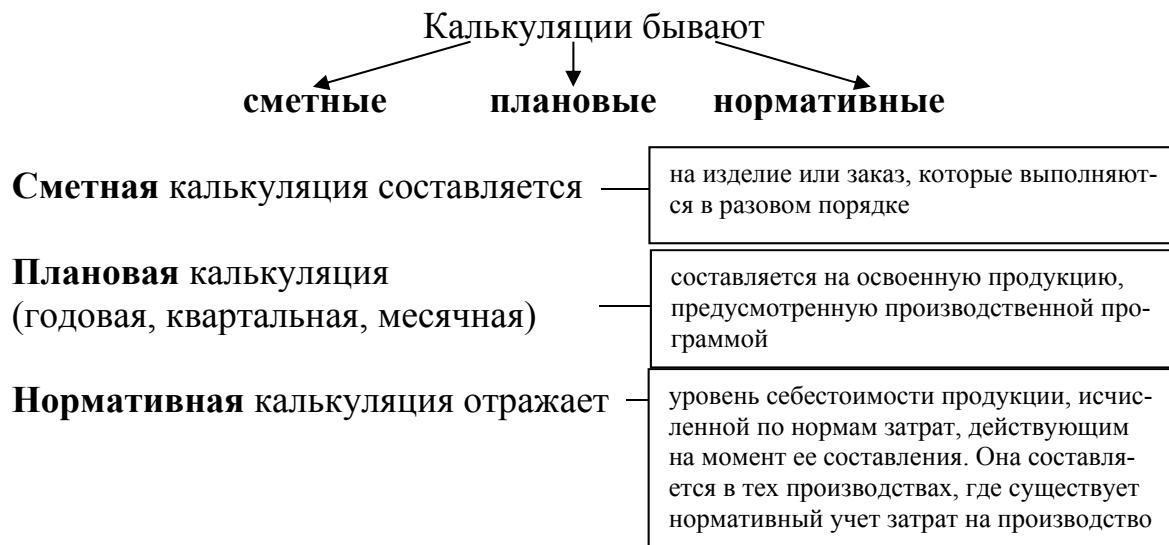 Калькуляции бывают
сметные плановые нормативные
Сметная калькуляция составляется
на изделие или заказ, которые выполняют-
ся в разовом порядке
Плановая калькуляция
(годовая, квартальная, месячная)
составляется на освоенную продукцию,
предусмотренную производственной про-
граммой
Нормативная калькуляция отражает
уровень себестоимости продукции, исчис-
ленной по нормам затрат, действующим
на момент ее составления. Она составля-
ется в тех производствах, где существует
нормативный учет затрат на производство